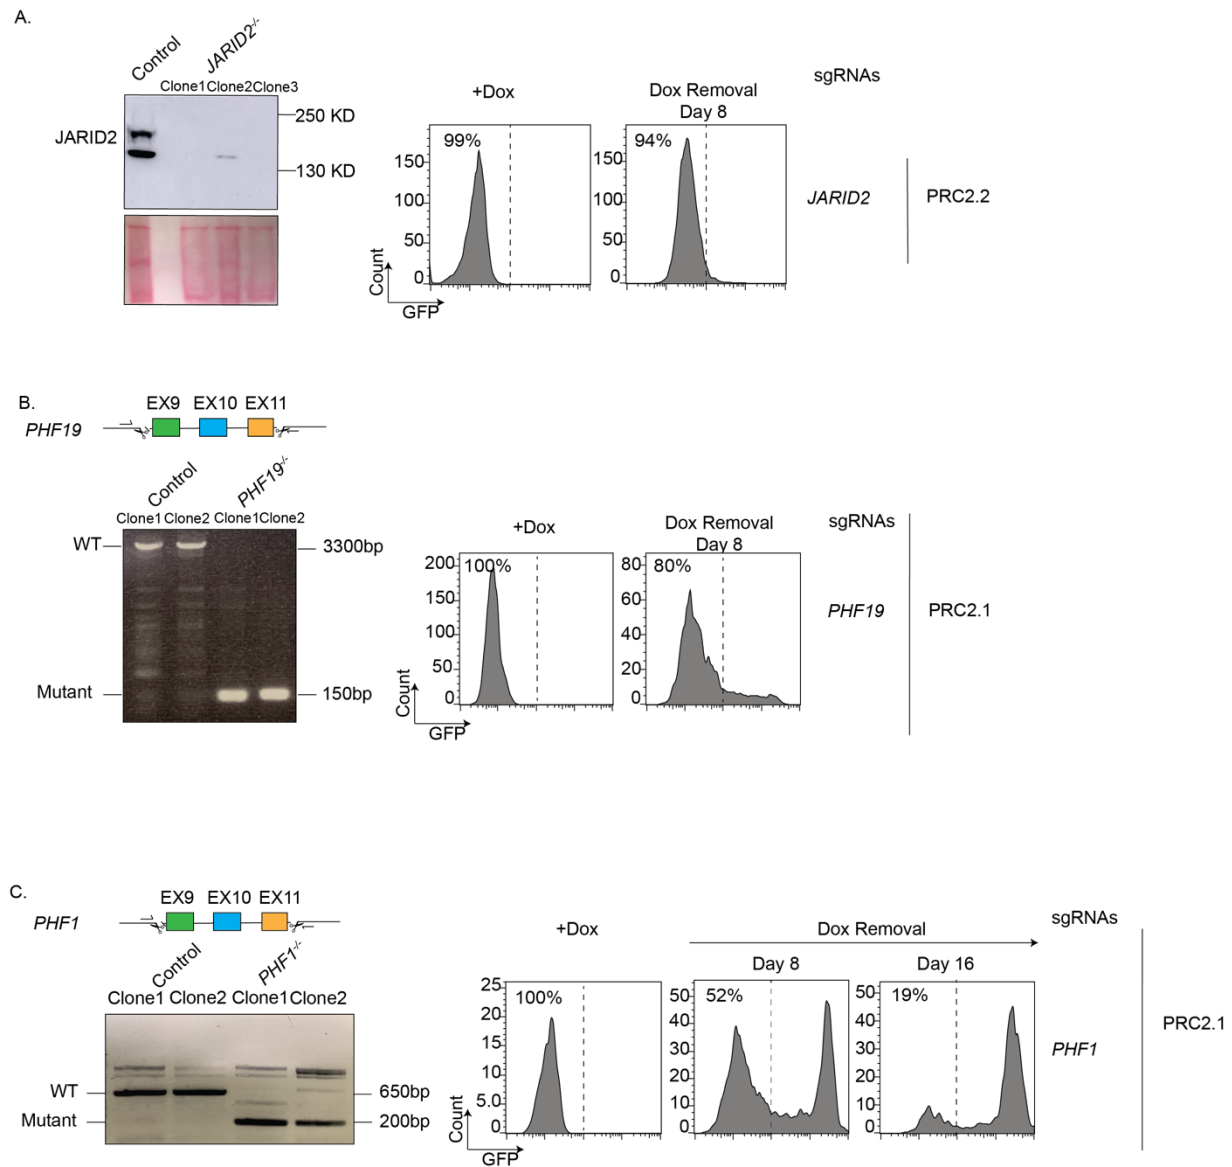 A.
Control
JARID2-/-
Clone1 Clone2 Clone3
JARID2
250 KD
130 KD
+Dox
Dox Removal
Day 8
sgRNAs
99%
94%
150
100
50
0
150
100
50
0
Count
GFP
JARID2
PRC2.2
B.
EX9 EX10 EX11
PHF19
Control
PHF19-/-
Clone1 Clone2 Clone1 Clone2
WT
3300bp
Mutant
150bp
+Dox
Dox Removal
Day 8
sgRNAs
100%
80%
200
150
100
50
0
80
60
40
20
0
Count
GFP
PHF19
PRC2.1
C.
EX9 EX10 EX11
PHF1
Control
PHF1-/-
Clone1 Clone2 Clone1 Clone2
WT
650bp
Mutant
200bp
+Dox
Dox Removal
Day 8
Day 16
sgRNAs
100%
52%
19%
25
20
15
10
5.0
0
50
40
30
20
10
0
50
40
30
20
10
0
Count
GFP
PHF1
PRC2.1